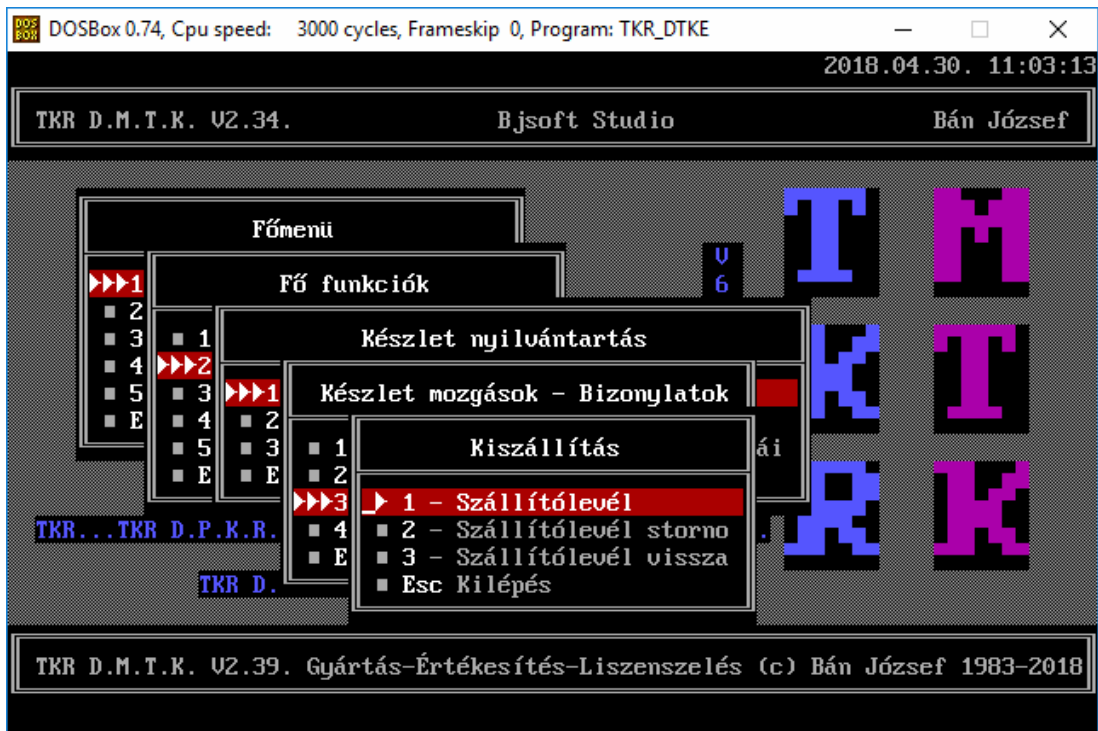 DOSBox 0.74, Cpu speed: 3000 cycles, Frameskip 0, Program: TKR_DTKE
2018.04.30. 11:03:13
TKR D.M.T.K. V2.34. Bjsoft Studio Bán József
Főmenü
T M
V
▶▶▶1 Fő funkciók 6
■ 2
■ 3 ■ 1 Készlet nyilvántartás
K T
■ 4 ▶▶▶2
■ 5 ■ 3 ▶▶▶1 Készlet mozgások - Bizonylatok
■ E ■ 4 ■ 2
■ 5 ■ 3 ■ 1 Kiszállítás ái
■ E ■ E ■ 2
▶▶▶3 ▶ 1 - Szállítólevél
R K
TKR...TKR D.P.K.R. ■ 4 ■ 2 - Szállítólevél storno .
■ E ■ 3 - Szállítólevél vissza
TKR D. ■ Esc Kilépés
TKR D.M.T.K. V2.39. Gyártás-Értékesítés-Liszenszelés (c) Bán József 1983-2018